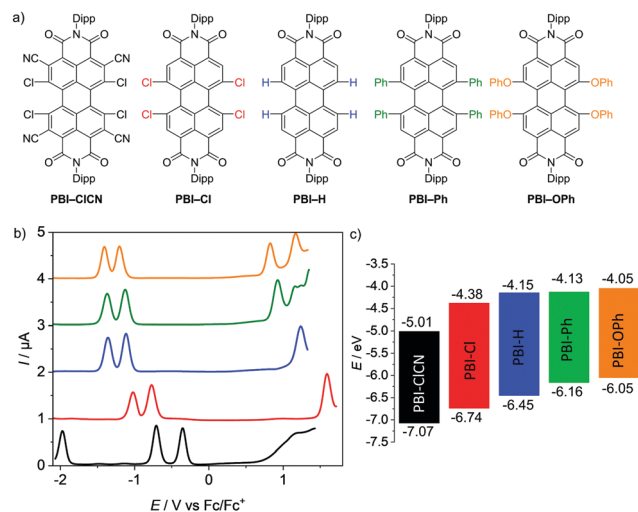 a)
Dipp Dipp Dipp Dipp Dipp
O N O O N O O N O O N O O N O
NC CN
Cl Cl Cl Cl H H Ph Ph PhO OPh
Cl Cl Cl Cl H H Ph Ph PhO OPh
NC CN
O N O O N O O N O O N O O N O
Dipp Dipp Dipp Dipp Dipp
PBI–ClCN PBI–Cl PBI–H PBI–Ph PBI–OPh
b)
5
4
3
2
1
0
I / µA
-2 -1 0 1
E / V vs Fc/Fc+
c)
-3.5
-4.0
-4.5
-5.0
-5.5
-6.0
-6.5
-7.0
-7.5
E / eV
-5.01 -4.38 -4.15 -4.13 -4.05
PBI-ClCN PBI-Cl PBI-H PBI-Ph PBI-OPh
-7.07 -6.74 -6.45 -6.16 -6.05